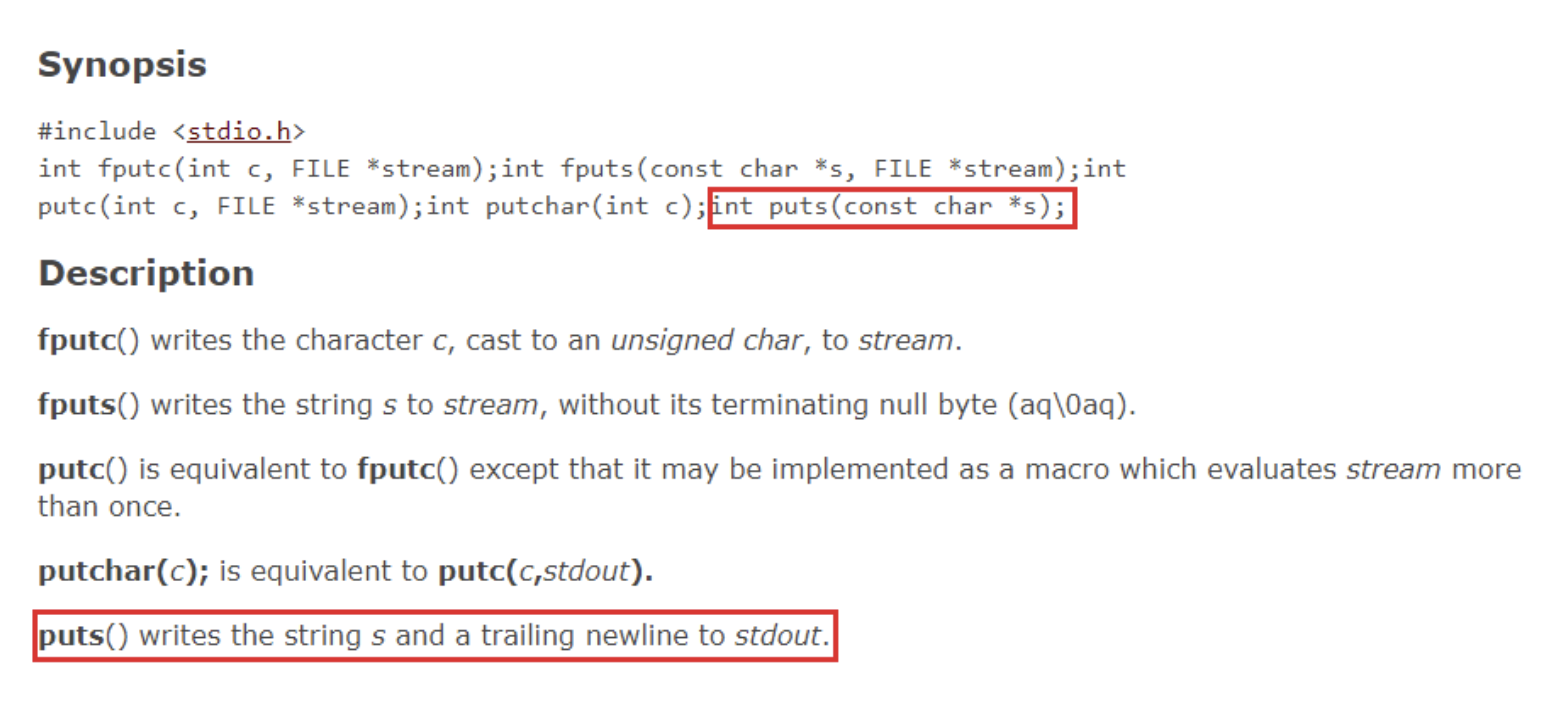 Synopsis
#include <stdio.h>
int fputc(int c, FILE *stream);int fputs(const char *s, FILE *stream);int
putc(int c, FILE *stream);int putchar(int c);int puts(const char *s);
Description
fputc() writes the character c, cast to an unsigned char, to stream.
fputs() writes the string s to stream, without its terminating null byte (aq\0aq).
putc() is equivalent to fputc() except that it may be implemented as a macro which evaluates stream more
than once.
putchar(c); is equivalent to putc(c,stdout).
puts() writes the string s and a trailing newline to stdout.